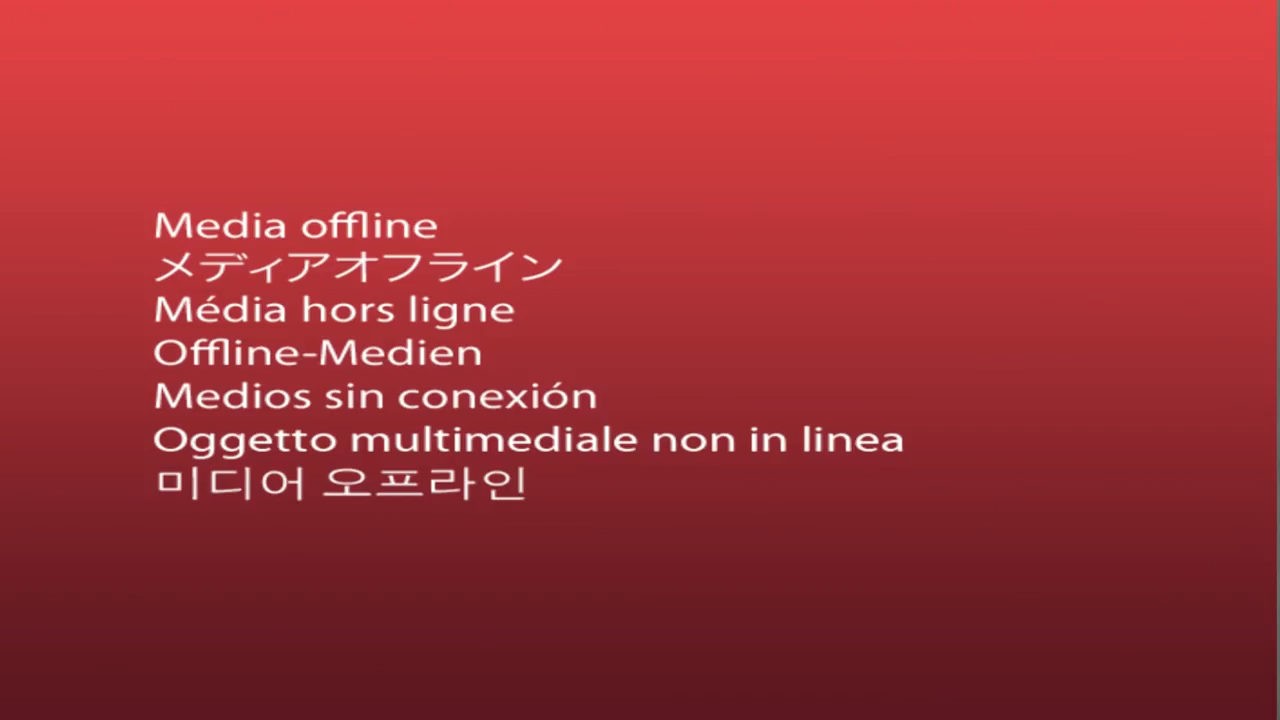 Media offline
メディアオフライン
Média hors ligne
Offline-Medien
Medios sin conexión
Oggetto multimediale non in linea
미디어 오프라인